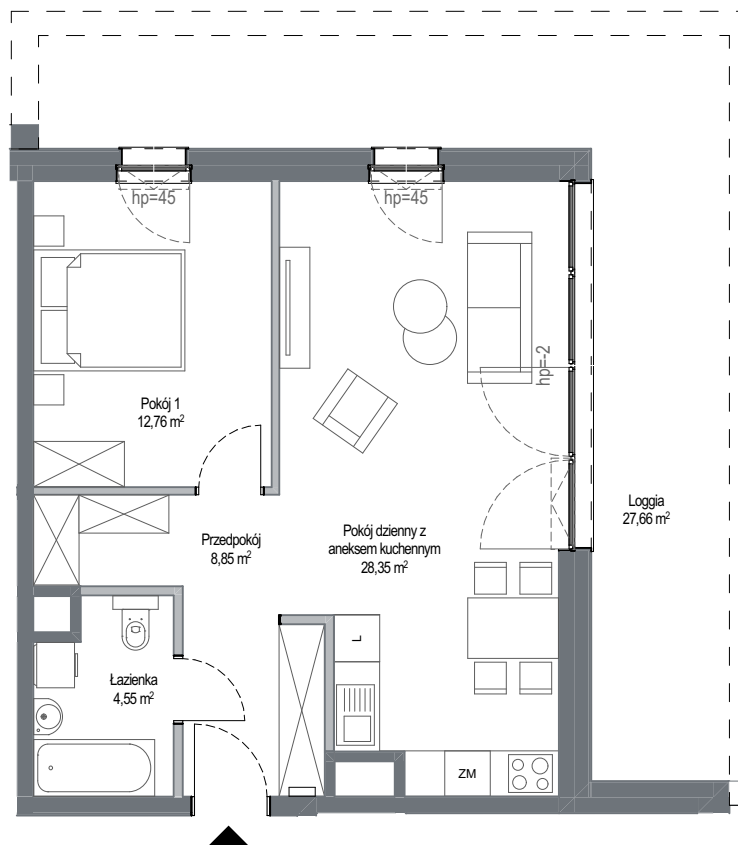 hp=45
hp=45
hp=-2
Pokój 1
12,76 m²
Loggia
27,66 m²
Przedpokój
8,85 m²
Pokój dzienny z
aneksem kuchennym
28,35 m²
L
Łazienka
4,55 m²
ZM